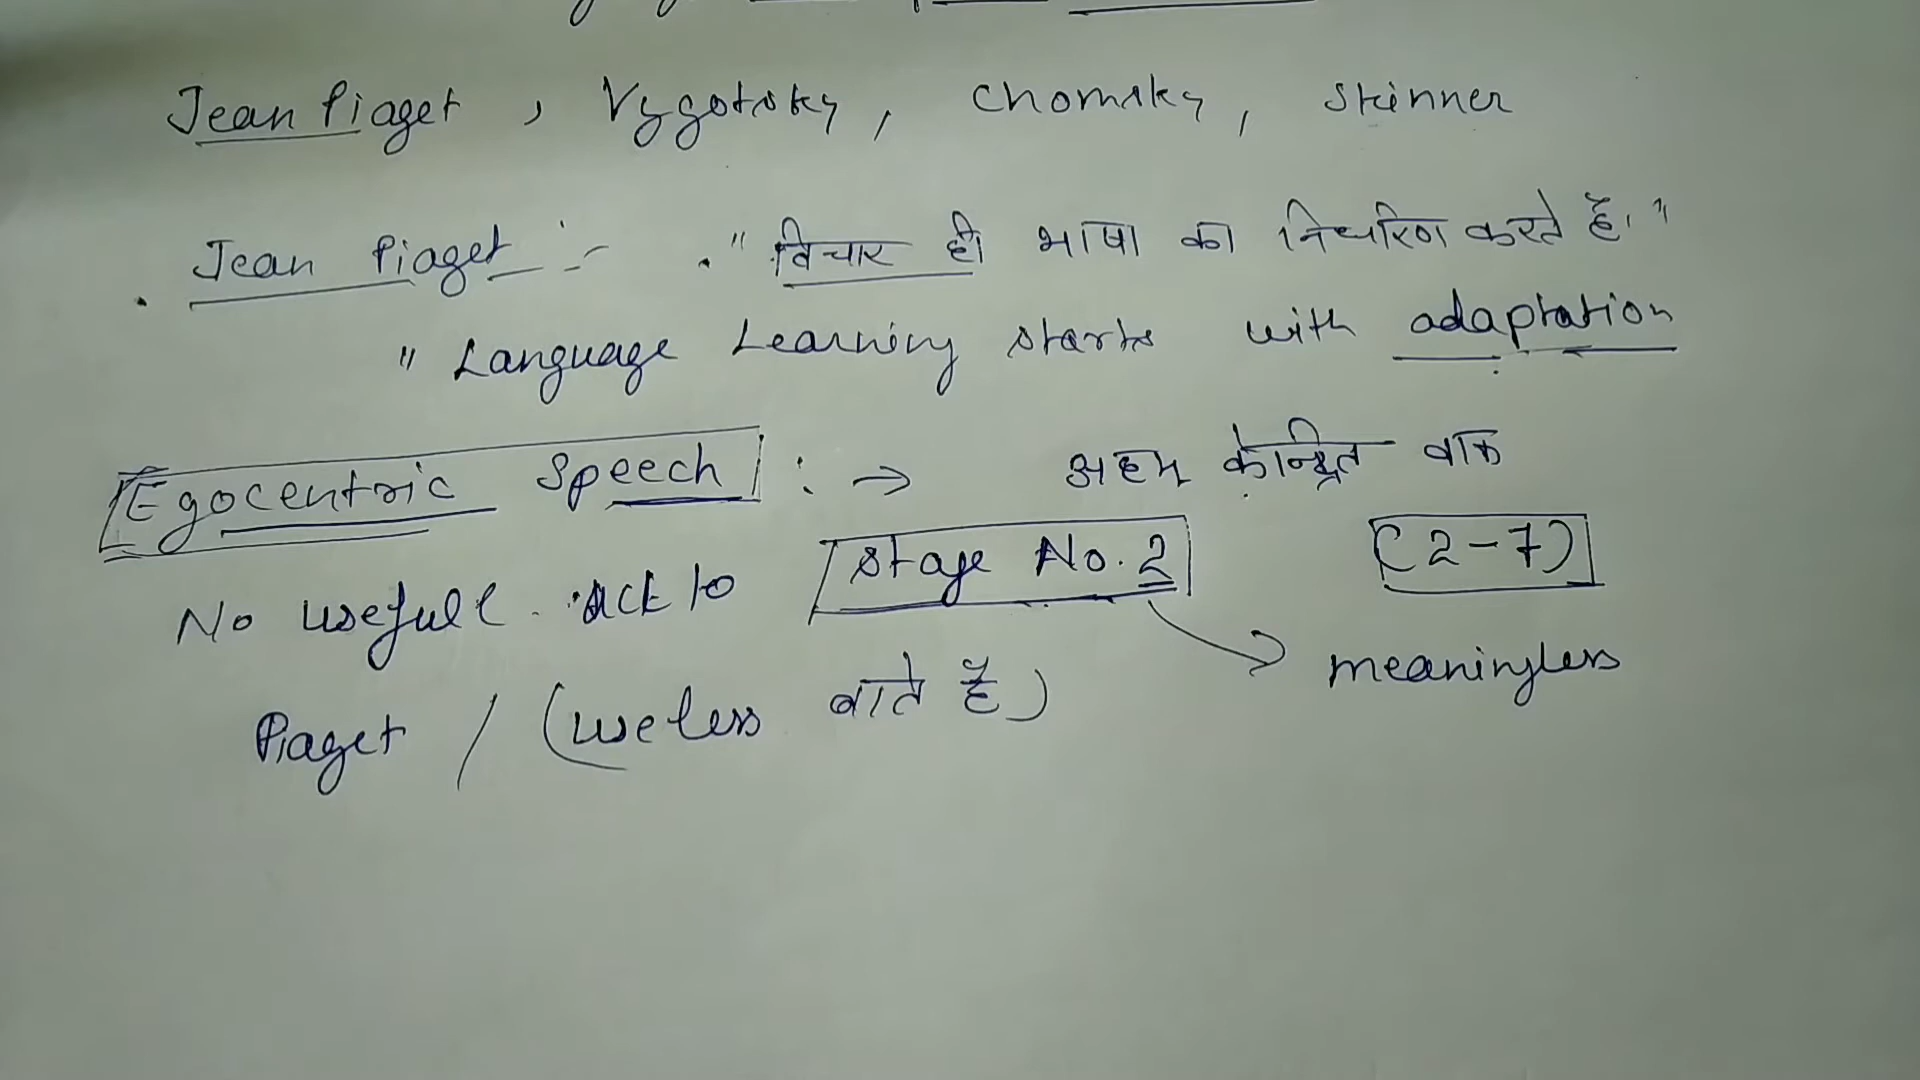 Jean Piaget , Vygotsky , Chomsky , Skinner
. Jean Piaget :- . "विचार ही भाषा का निर्धारण करते हैं।"
" Language Learning starts with adaptation
Egocentric Speech : → अहम केन्द्रित वाक
No usefull . ack to Stage No. 2 (2-7)
Piaget / (useless बाते है) meaningless